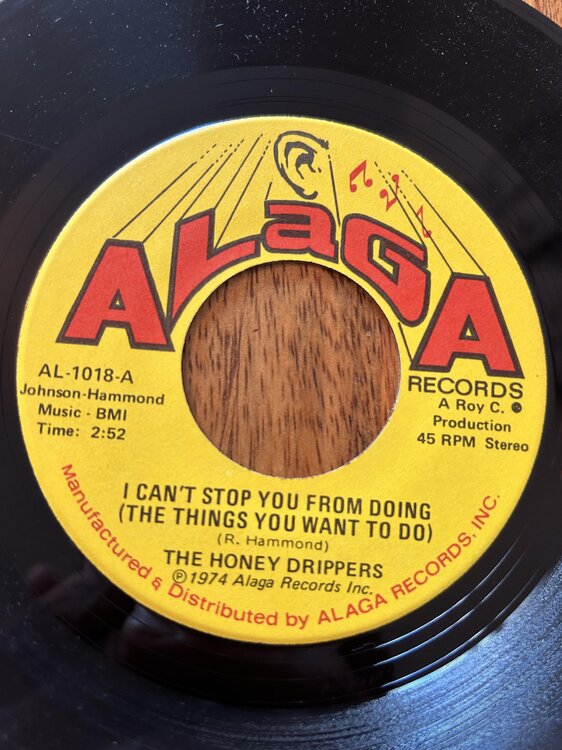 ALaGA
RECORDS
AL-1018-A
Johnson-Hammond
Music - BMI
Time: 2:52
A Roy C.
Production
45 RPM Stereo
I CAN'T STOP YOU FROM DOING
(THE THINGS YOU WANT TO DO)
(R. Hammond)
THE HONEY DRIPPERS
℗ 1974 Alaga Records Inc.
Manufactured & Distributed by ALAGA RECORDS, INC.